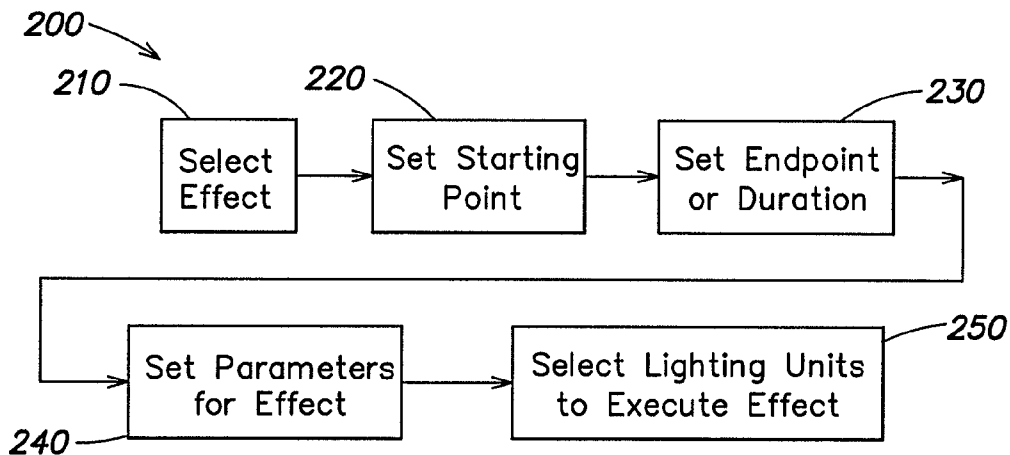 200
210
220
230
Select
Effect
Set Starting
Point
Set Endpoint
or Duration
Set Parameters
for Effect
240
Select Lighting Units
to Execute Effect
250